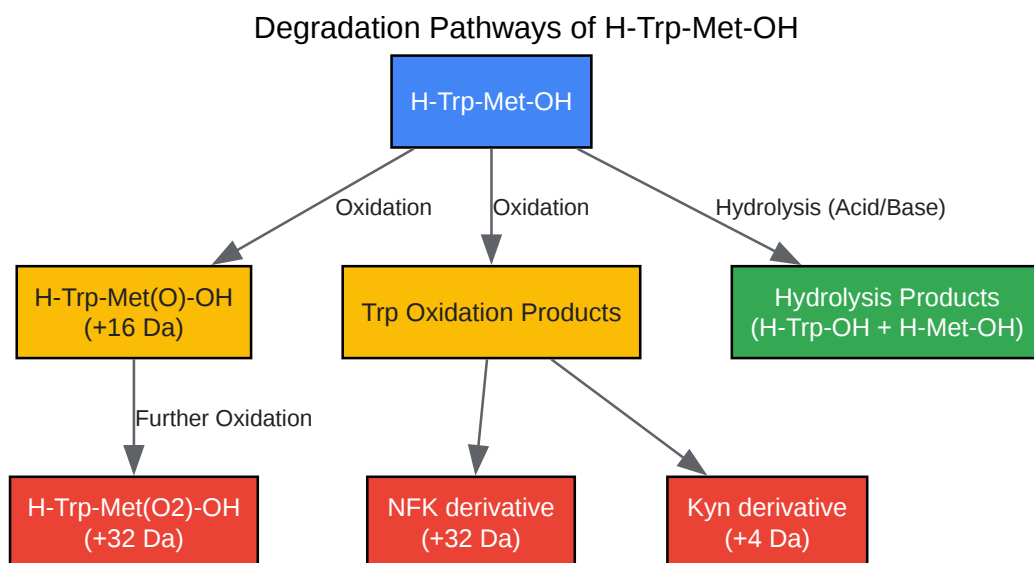 Degradation Pathways of H-Trp-Met-OH
H-Trp-Met-OH
Oxidation
Oxidation
Hydrolysis (Acid/Base)
H-Trp-Met(O)-OH
(+16 Da)
Trp Oxidation Products
Hydrolysis Products
(H-Trp-OH + H-Met-OH)
Further Oxidation
H-Trp-Met(O2)-OH
(+32 Da)
NFK derivative
(+32 Da)
Kyn derivative
(+4 Da)